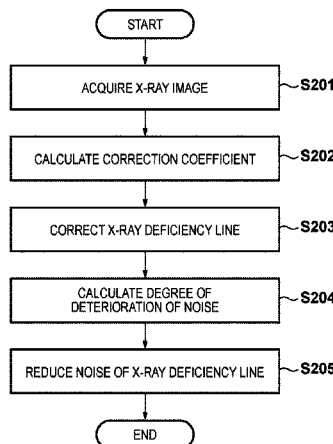 START
ACQUIRE X-RAY IMAGE
S201
CALCULATE CORRECTION COEFFICIENT
S202
CORRECT X-RAY DEFICIENCY LINE
S203
CALCULATE DEGREE OF
DETERIORATION OF NOISE
S204
REDUCE NOISE OF X-RAY DEFICIENCY LINE
S205
END